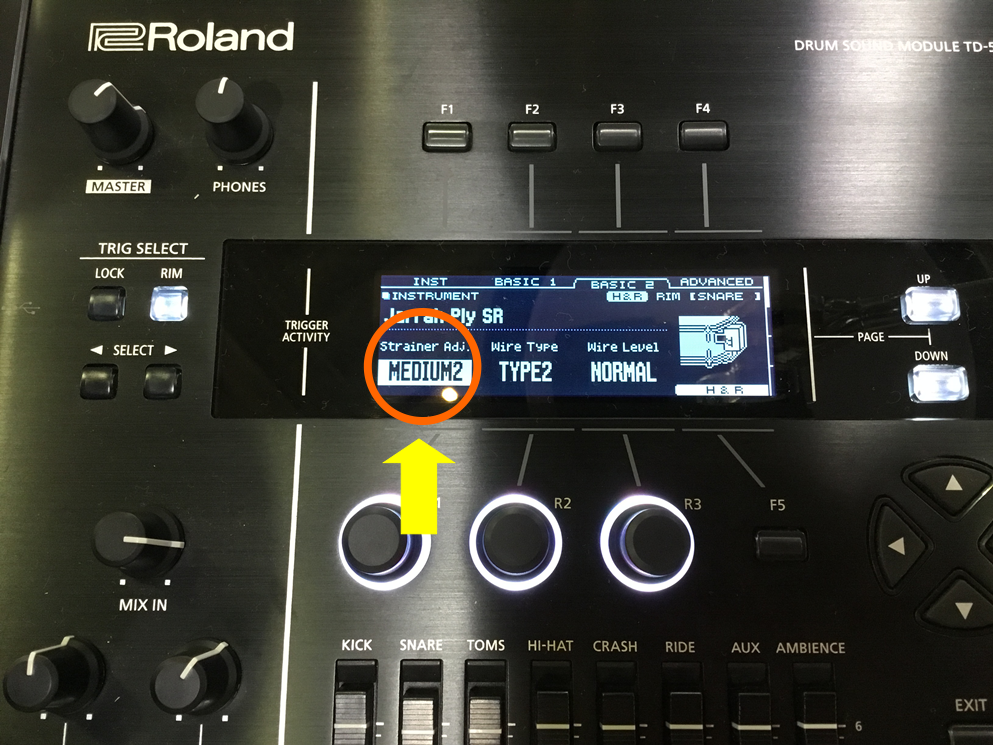 Roland
DRUM SOUND MODULE TD-5
F1 F2 F3 F4
MASTER PHONES
TRIG SELECT
LOCK RIM
SELECT
TRIGGER
ACTIVITY
INST BASIC 1 BASIC 2 ADVANCED
INSTRUMENT H&R RIM [SNARE ]
Jarrah Ply SR
Strainer Adj. Wire Type Wire Level
MEDIUM2 TYPE2 NORMAL
H & R
UP
PAGE
DOWN
1 R2 R3 F5
MIX IN
KICK SNARE TOMS HI-HAT CRASH RIDE AUX AMBIENCE
6
EXIT